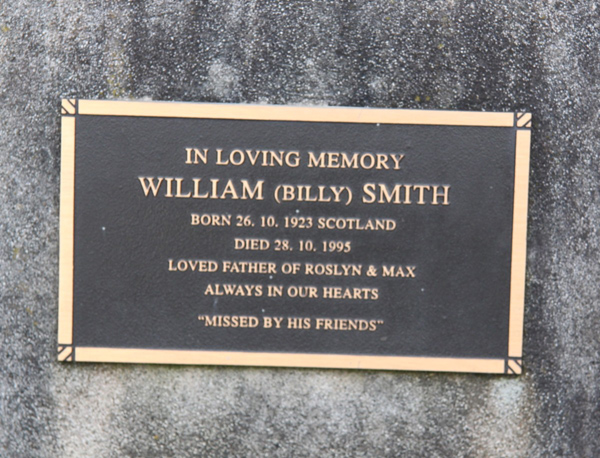 IN LOVING MEMORY
WILLIAM (BILLY) SMITH
BORN 26. 10. 1923 SCOTLAND
DIED 28. 10. 1995
LOVED FATHER OF ROSLYN & MAX
ALWAYS IN OUR HEARTS
“MISSED BY HIS FRIENDS”